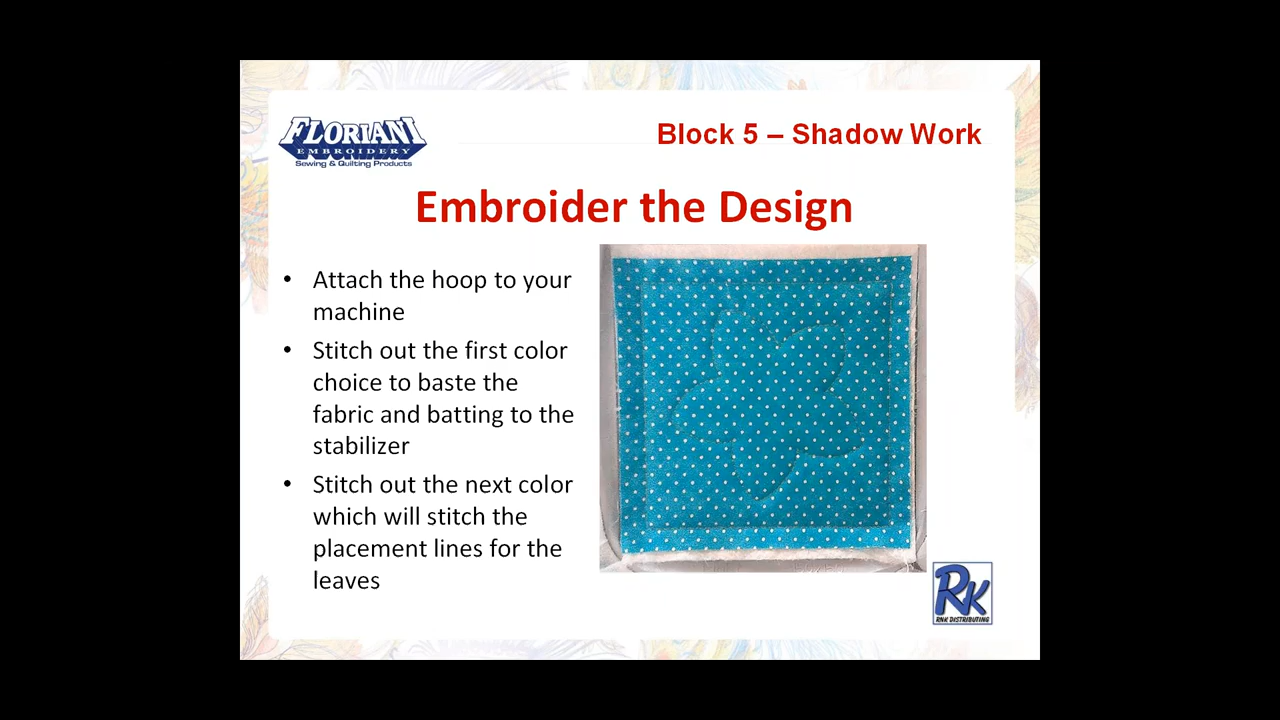 FLORIANI
EMBROIDERY
Sewing & Quilting Products
Block 5 – Shadow Work
Embroider the Design
• Attach the hoop to your
machine
• Stitch out the first color
choice to baste the
fabric and batting to the
stabilizer
• Stitch out the next color
which will stitch the
placement lines for the
leaves
RK
RNK DISTRIBUTING